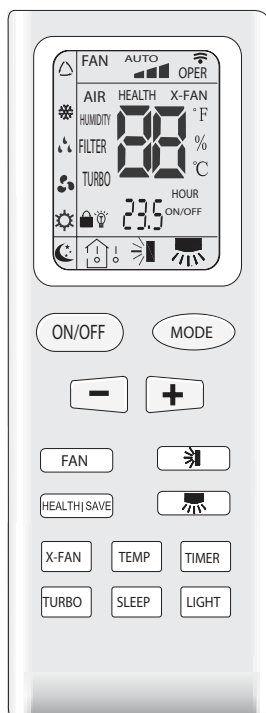 FAN AUTO OPER
AIR HEALTH X-FAN
HUMIDITY 88 °F
FILTER %
TURBO °C
HOUR
23.5 ON/OFF
ON/OFF MODE
- +
FAN
HEALTH|SAVE
X-FAN TEMP TIMER
TURBO SLEEP LIGHT